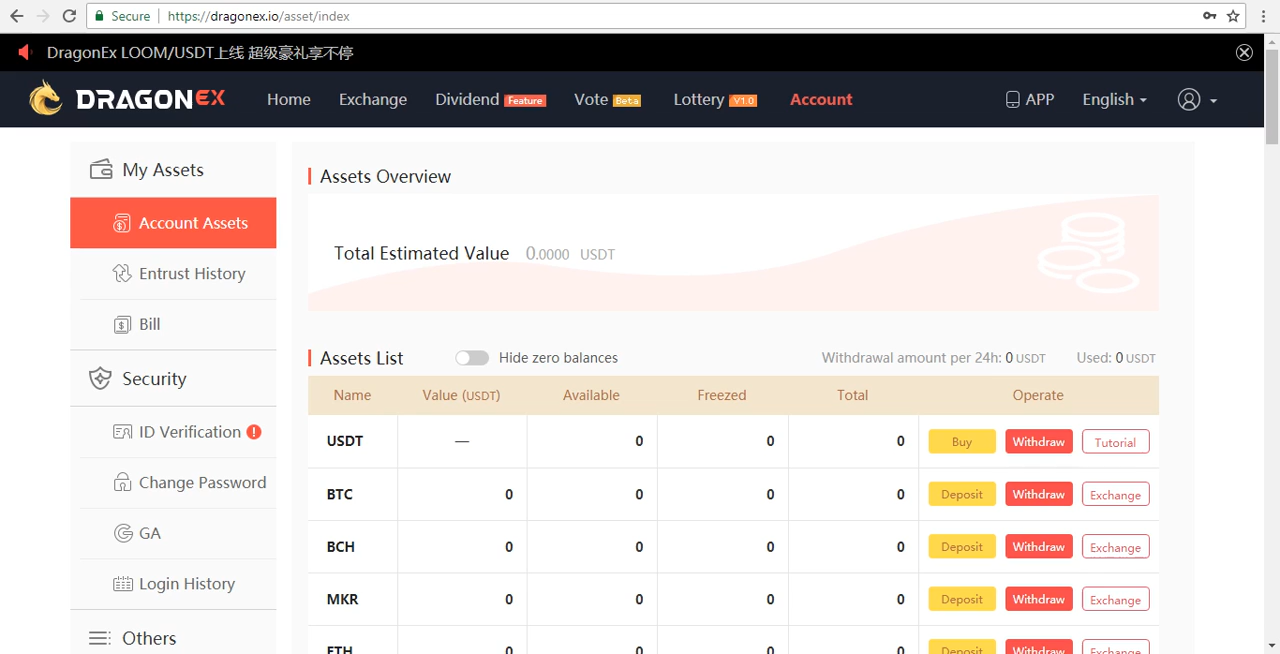 Secure https://dragonex.io/asset/index
DragonEx LOOM/USDT上线 超级豪礼享不停
DRAGONEX Home Exchange Dividend Feature Vote Beta Lottery V1.0 Account APP English
My Assets
Account Assets
Entrust History
Bill
Security
ID Verification
Change Password
GA
Login History
Others
Assets Overview
Total Estimated Value 0.0000 USDT
Assets List Hide zero balances Withdrawal amount per 24h: 0 USDT Used: 0 USDT
Name Value (USDT) Available Freezed Total Operate
USDT — 0 0 0 Buy Withdraw Tutorial
BTC 0 0 0 0 Deposit Withdraw Exchange
BCH 0 0 0 0 Deposit Withdraw Exchange
MKR 0 0 0 0 Deposit Withdraw Exchange
ETH 0 0 0 0 Deposit Withdraw Exchange